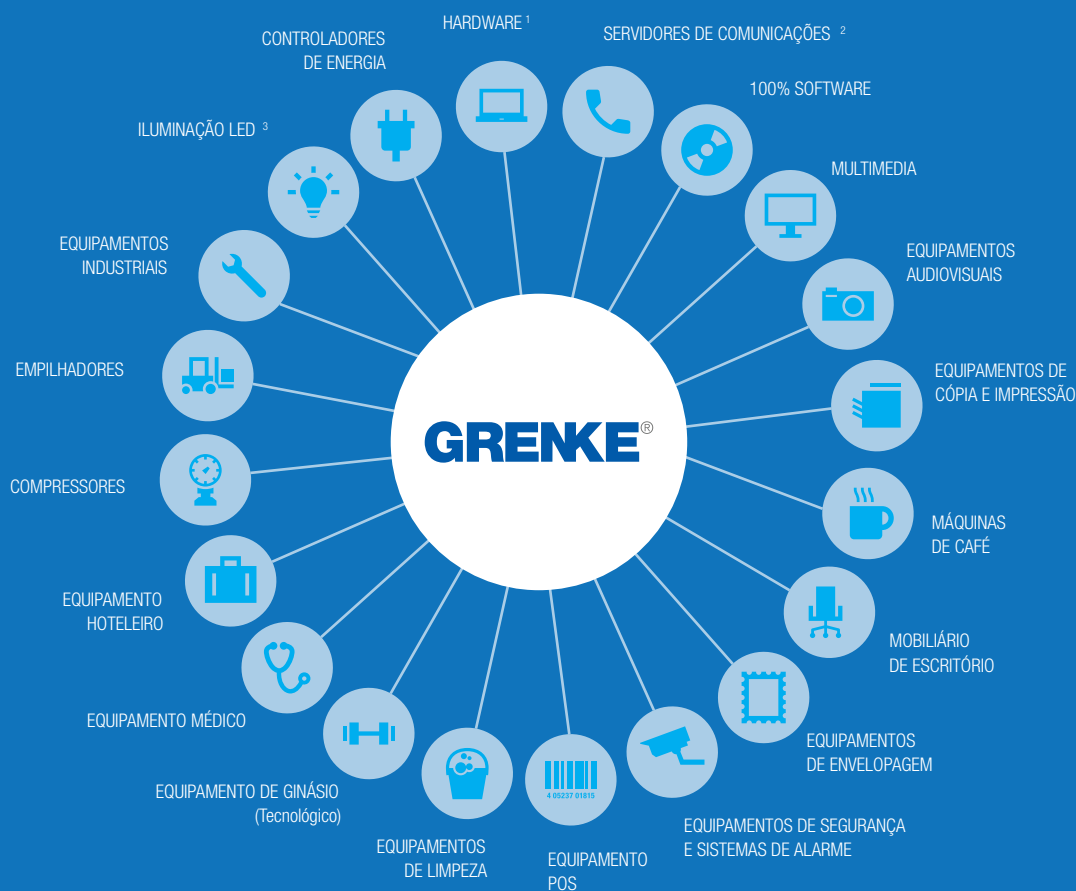 HARDWARE ¹
SERVIDORES DE COMUNICAÇÕES ²
100% SOFTWARE
MULTIMEDIA
EQUIPAMENTOS
AUDIOVISUAIS
EQUIPAMENTOS DE
CÓPIA E IMPRESSÃO
MÁQUINAS
DE CAFÉ
MOBILIÁRIO
DE ESCRITÓRIO
EQUIPAMENTOS
DE ENVELOPAGEM
EQUIPAMENTOS DE SEGURANÇA
E SISTEMAS DE ALARME
4 05237 01815
EQUIPAMENTO
POS
EQUIPAMENTOS
DE LIMPEZA
EQUIPAMENTO DE GINÁSIO
(Tecnológico)
EQUIPAMENTO MÉDICO
EQUIPAMENTO
HOTELEIRO
COMPRESSORES
EMPILHADORES
EQUIPAMENTOS
INDUSTRIAIS
ILUMINAÇÃO LED ³
CONTROLADORES
DE ENERGIA
GRENKE®